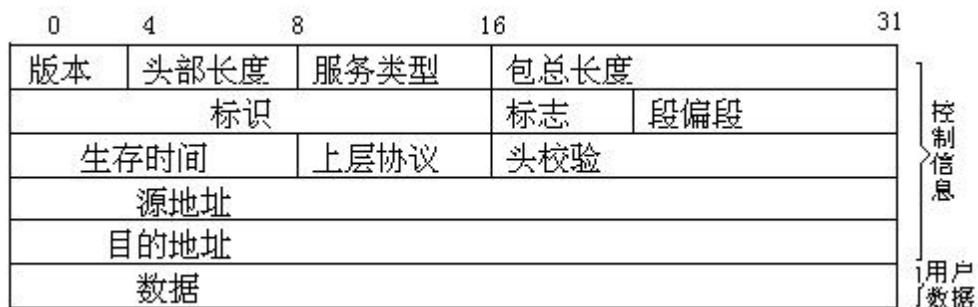 0 4 8 16 31
版本 头部长度 服务类型 包总长度
标识 标志 段偏段
生存时间 上层协议 头校验
源地址
目的地址
数据
控制信息
用户数据